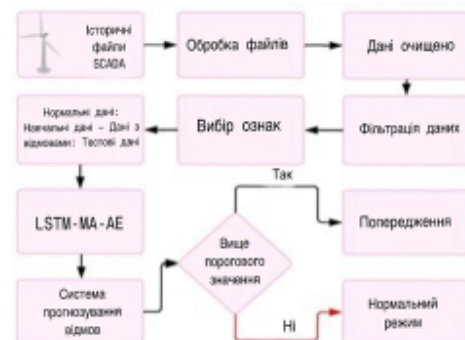 Історичні
файли
SCADA
Обробка файлів
Дані очищено
Нормальні дані:
Навчальні дані – Дані з
відмовами: Тестові дані
Вибір ознак
Фільтрація даних
Так
LSTM-MA-AE
Вище
порогового
значення
Попередження
Система
прогнозування
відмов
Ні
Нормальний
режим